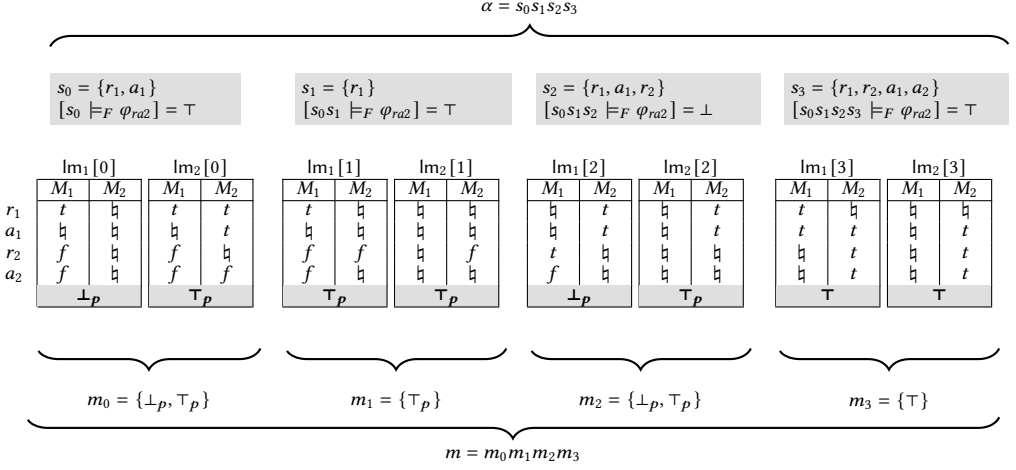 α = s₀s₁s₂s₃
s₀ = {r₁, a₁}
[s₀ ⊨F φra2] = ⊤
s₁ = {r₁}
[s₀s₁ ⊨F φra2] = ⊤
s₂ = {r₁, a₁, r₂}
[s₀s₁s₂ ⊨F φra2] = ⊥
s₃ = {r₁, r₂, a₁, a₂}
[s₀s₁s₂s₃ ⊨F φra2] = ⊤
lm₁[0] lm₂[0] lm₁[1] lm₂[1] lm₁[2] lm₂[2] lm₁[3] lm₂[3]
M₁ M₂ M₁ M₂ M₁ M₂ M₁ M₂ M₁ M₂ M₁ M₂ M₁ M₂ M₁ M₂
r₁ t ♮ t t t ♮ ♮ ♮ ♮ t ♮ t t ♮ ♮ ♮
a₁ ♮ ♮ ♮ t ♮ ♮ ♮ ♮ ♮ t ♮ t t t ♮ t
r₂ f ♮ f ♮ f f ♮ f t ♮ ♮ ♮ ♮ t ♮ t
a₂ f ♮ f f f ♮ ♮ ♮ f ♮ ♮ ♮ ♮ t ♮ t
⊥p ⊤p ⊤p ⊤p ⊥p ⊤p ⊤ ⊤
m₀ = {⊥p, ⊤p} m₁ = {⊤p} m₂ = {⊥p, ⊤p} m₃ = {⊤}
m = m₀m₁m₂m₃